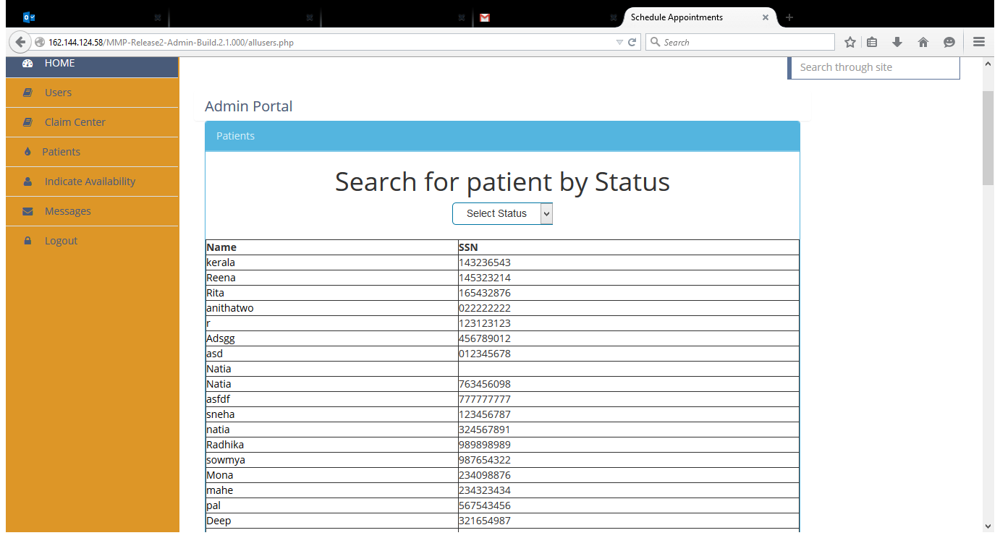 Schedule Appointments
162.144.124.58/MMP-Release2-Admin-Build.2.1.000/allusers.php
Search
HOME
Search through site
Users
Claim Center
Patients
Indicate Availability
Messages
Logout
Admin Portal
Patients
Search for patient by Status
Select Status
Name SSN
kerala 143236543
Reena 145323214
Rita 165432876
anithatwo 022222222
r 123123123
Adsgg 456789012
asd 012345678
Natia
Natia 763456098
asfdf 777777777
sneha 123456787
natia 324567891
Radhika 989898989
sowmya 987654322
Mona 234098876
mahe 234323434
pal 567543456
Deep 321654987